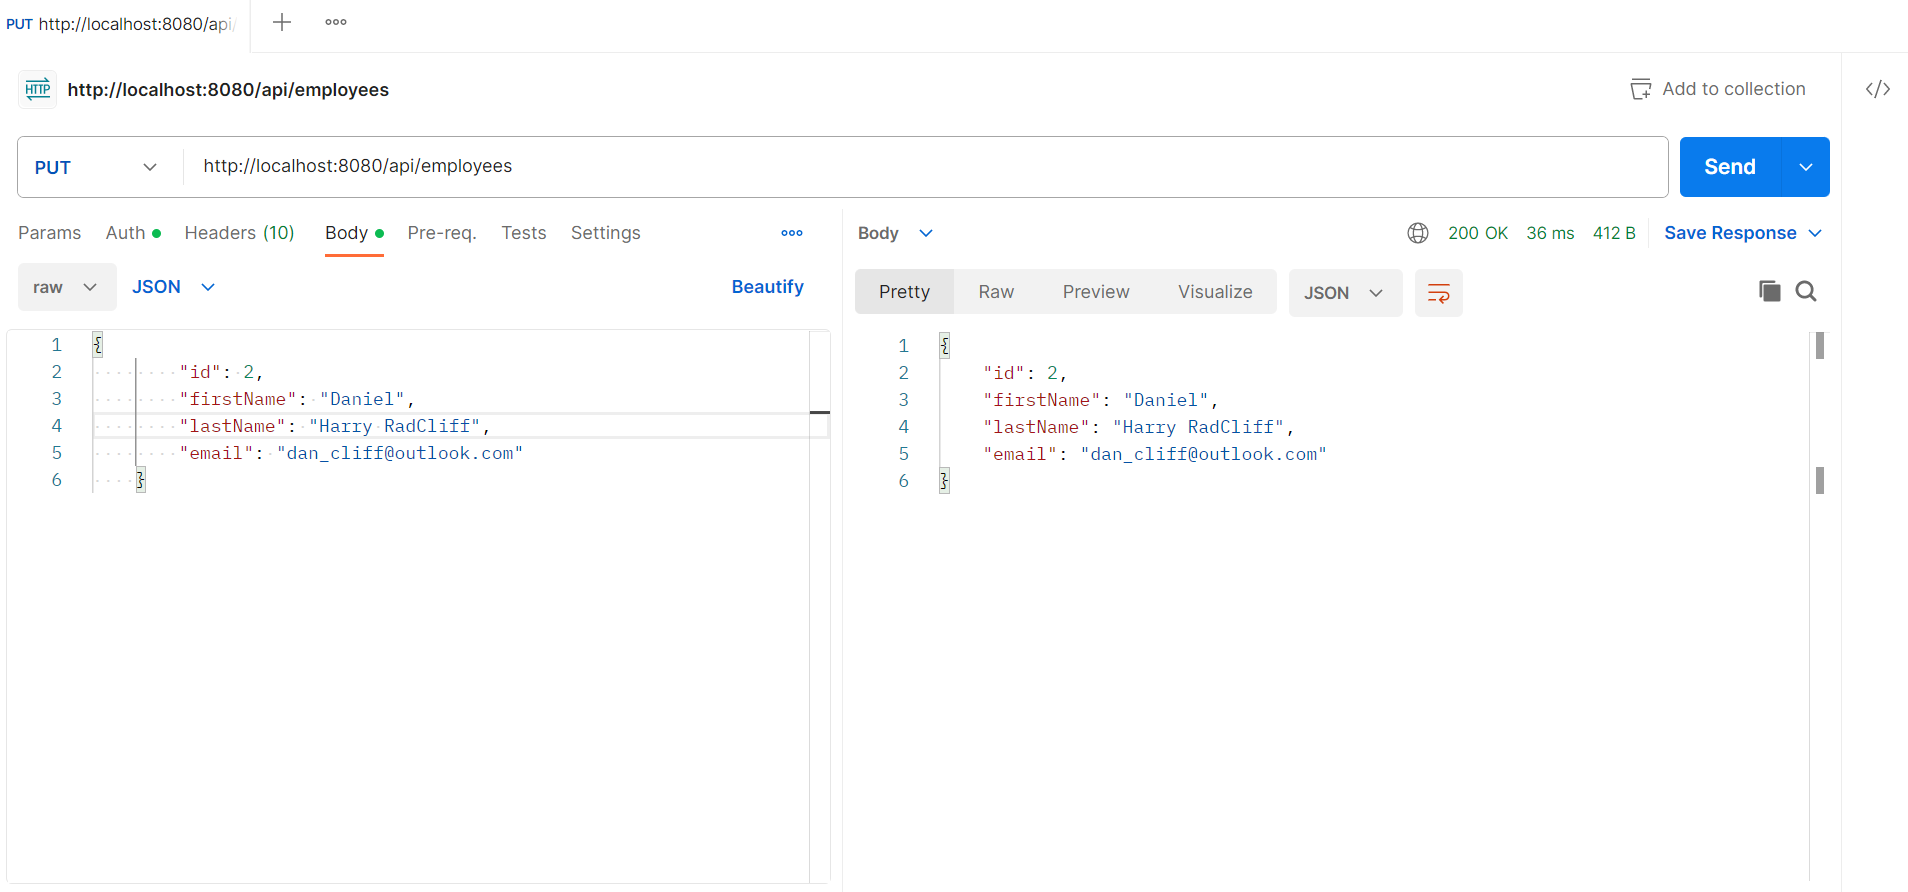 PUT http://localhost:8080/api/
http://localhost:8080/api/employees
Add to collection
PUT http://localhost:8080/api/employees
Send
Params Auth Headers (10) Body Pre-req. Tests Settings
raw JSON Beautify
1 {
2 "id": 2,
3 "firstName": "Daniel",
4 "lastName": "Harry RadCliff",
5 "email": "dan_cliff@outlook.com"
6 }
Body 200 OK 36 ms 412 B Save Response
Pretty Raw Preview Visualize JSON
1 {
2 "id": 2,
3 "firstName": "Daniel",
4 "lastName": "Harry RadCliff",
5 "email": "dan_cliff@outlook.com"
6 }